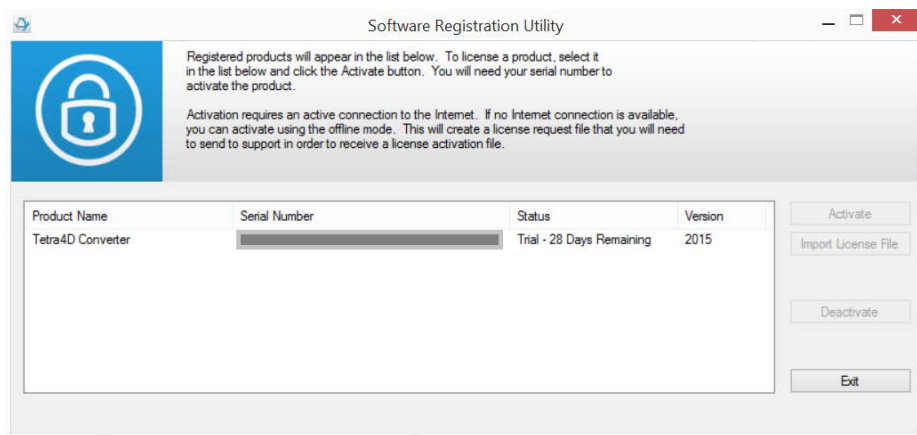 Software Registration Utility
Registered products will appear in the list below. To license a product, select it
in the list below and click the Activate button. You will need your serial number to
activate the product.
Activation requires an active connection to the Internet. If no Internet connection is available,
you can activate using the offline mode. This will create a license request file that you will need
to send to support in order to receive a license activation file.
Product Name Serial Number Status Version
Tetra4D Converter Trial - 28 Days Remaining 2015
Activate
Import License File
Deactivate
Exit